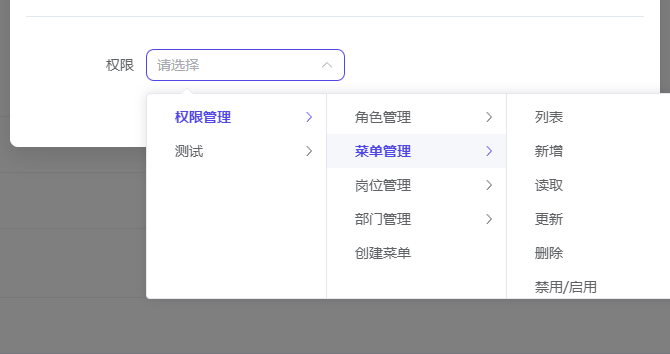 权限 请选择
权限管理
测试
角色管理
菜单管理
岗位管理
部门管理
创建菜单
列表
新增
读取
更新
删除
禁用/启用